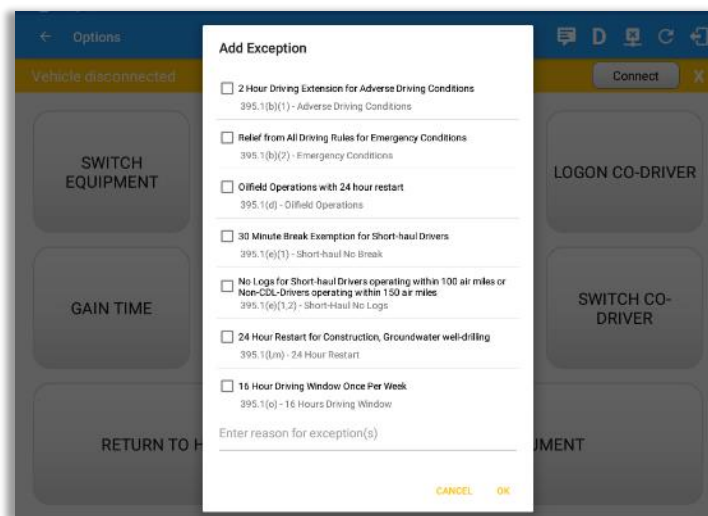 Options
D
Vehicle disconnected
Connect
X
SWITCH
EQUIPMENT
LOGON CO-DRIVER
GAIN TIME
SWITCH CO-
DRIVER
RETURN TO H
UMENT
Add Exception
2 Hour Driving Extension for Adverse Driving Conditions
395.1(b)(1) - Adverse Driving Conditions
Relief from All Driving Rules for Emergency Conditions
395.1(b)(2) - Emergency Conditions
Oilfield Operations with 24 hour restart
395.1(d) - Oilfield Operations
30 Minute Break Exemption for Short-haul Drivers
395.1(e)(1) - Short-haul No Break
No Logs for Short-haul Drivers operating within 100 air miles or
Non-CDL-Drivers operating within 150 air miles
395.1(e)(1,2) - Short-Haul No Logs
24 Hour Restart for Construction, Groundwater well-drilling
395.1(l,m) - 24 Hour Restart
16 Hour Driving Window Once Per Week
395.1(o) - 16 Hours Driving Window
Enter reason for exception(s)
CANCEL
OK